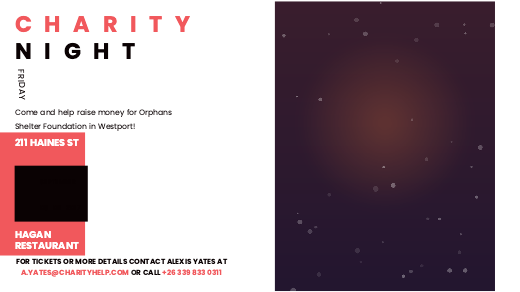 CHARITY
NIGHT
FRIDAY
Come and help raise money for Orphans
Shelter Foundation in Westport!
211 HAINES ST
HAGAN
RESTAURANT
FOR TICKETS OR MORE DETAILS CONTACT ALEXIS YATES AT
A.YATES@CHARITYHELP.COM OR CALL +26 339 833 0311